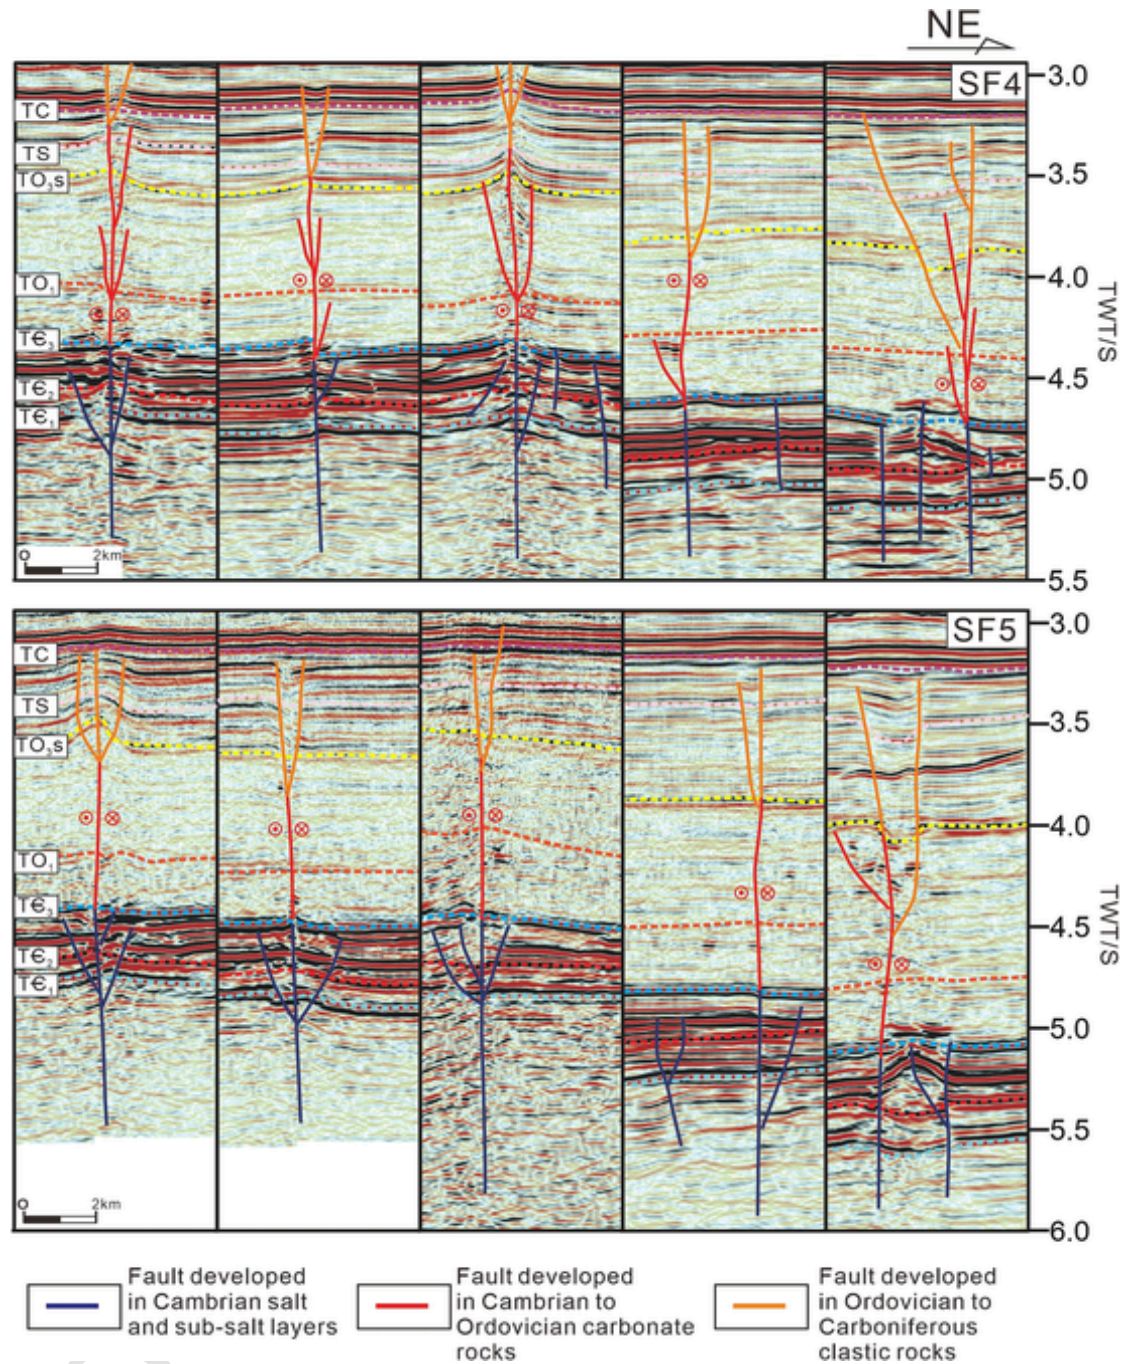 NE
SF4
3.0
TC
TS
3.5
TO₃s
4.0
TO₁
TWT/S
TЄ₃
4.5
TЄ₂
TЄ₁
5.0
0 2km
5.5
SF5
3.0
TC
TS
3.5
TO₃s
4.0
TO₁
TЄ₃
4.5
TWT/S
TЄ₂
TЄ₁
5.0
5.5
0 2km
6.0
Fault developed
in Cambrian salt
and sub-salt layers
Fault developed
in Cambrian to
Ordovician carbonate
rocks
Fault developed
in Ordovician to
Carboniferous
clastic rocks